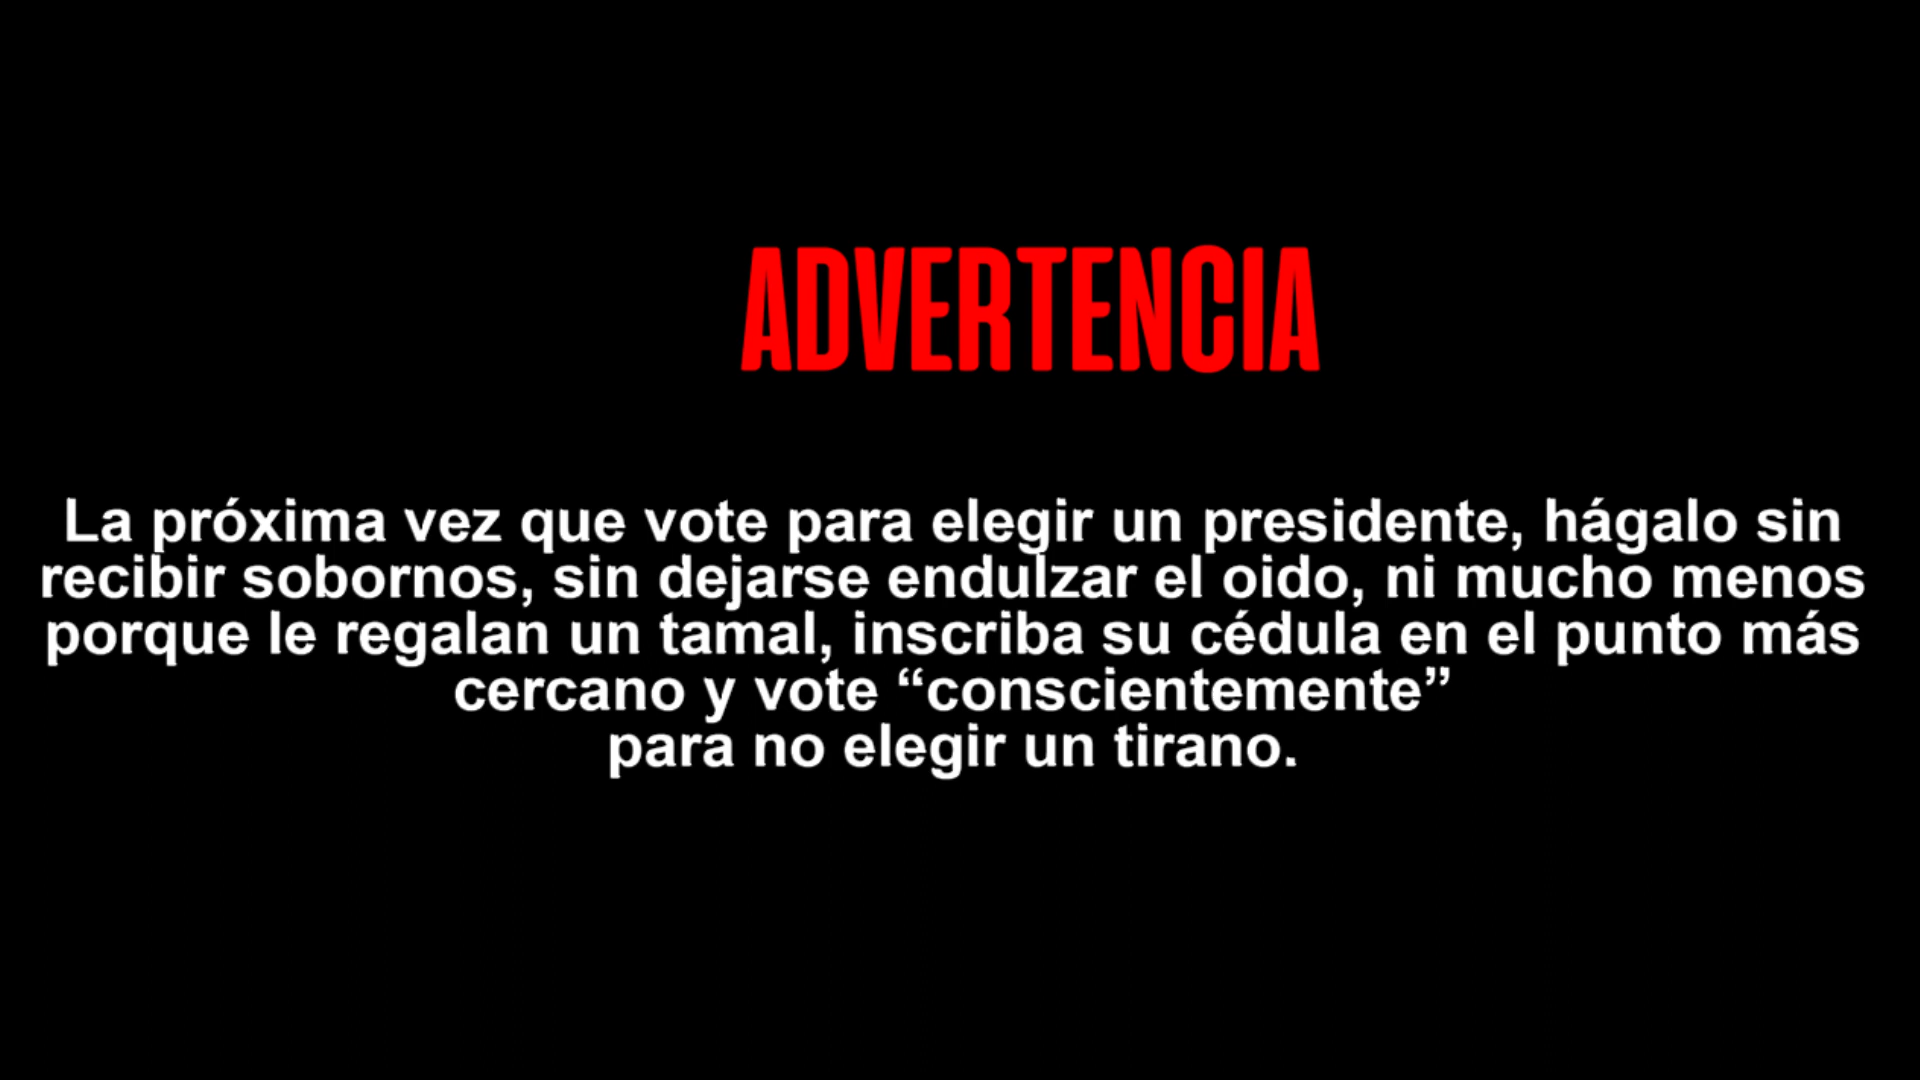 ADVERTENCIA
La próxima vez que vote para elegir un presidente, hágalo sin
recibir sobornos, sin dejarse endulzar el oido, ni mucho menos
porque le regalan un tamal, inscriba su cédula en el punto más
cercano y vote “conscientemente”
para no elegir un tirano.